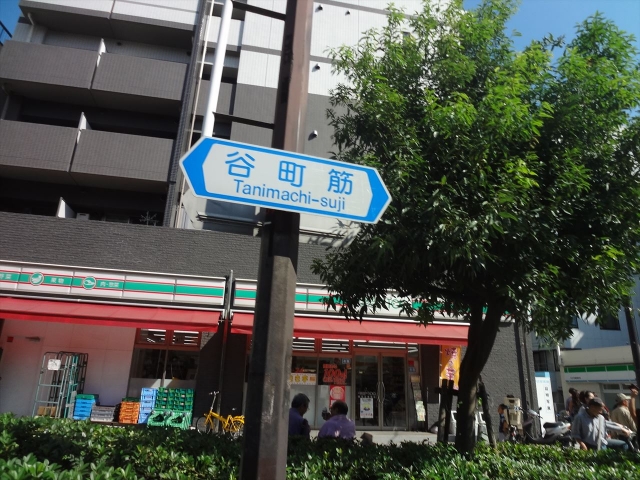 谷町筋
Tanimachi-suji